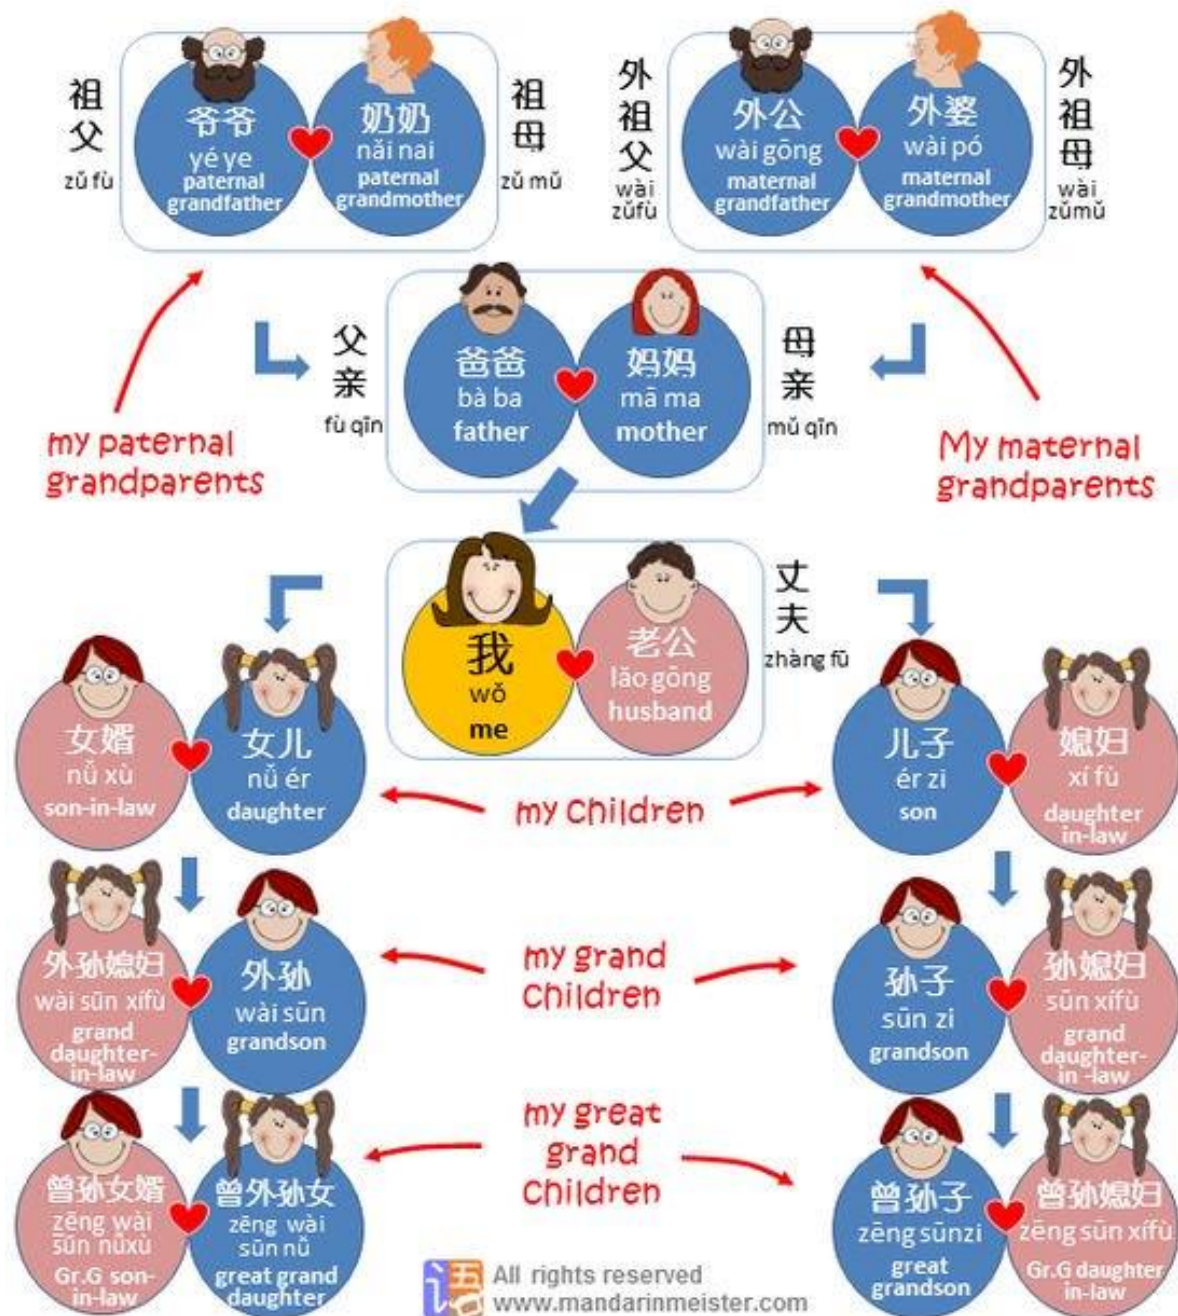 祖父
zǔ fù
爷爷
yé ye
paternal
grandfather
奶奶
nǎi nai
paternal
grandmother
祖母
zǔ mǔ
外祖父
wài
zǔfù
外公
wài gōng
maternal
grandfather
外婆
wài pó
maternal
grandmother
外祖母
wài
zǔmǔ
my paternal
grandparents
父亲
fù qīn
爸爸
bà ba
father
妈妈
mā ma
mother
母亲
mǔ qīn
My maternal
grandparents
我
wǒ
me
老公
lǎo gōng
husband
丈夫
zhàng fū
女婿
nǚ xù
son-in-law
女儿
nǚ ér
daughter
my Children
儿子
ér zi
son
媳妇
xí fù
daughter
in-law
外孙媳妇
wài sūn xífù
grand
daughter-
in-law
外孙
wài sūn
grandson
my grand
Children
孙子
sūn zi
grandson
孙媳妇
sūn xífù
grand
daughter-
in -law
曾孙女婿
zēng wài
sūn nǚxù
Gr.G son-
in-law
曾外孙女
zēng wài
sūn nǚ
great grand
daughter
my great
grand
Children
曾孙子
zēng sūnzi
great
grandson
曾孙媳妇
zēng sūn xífù
Gr.G daughter
in-law
语 All rights reserved
www.mandarinmeister.com